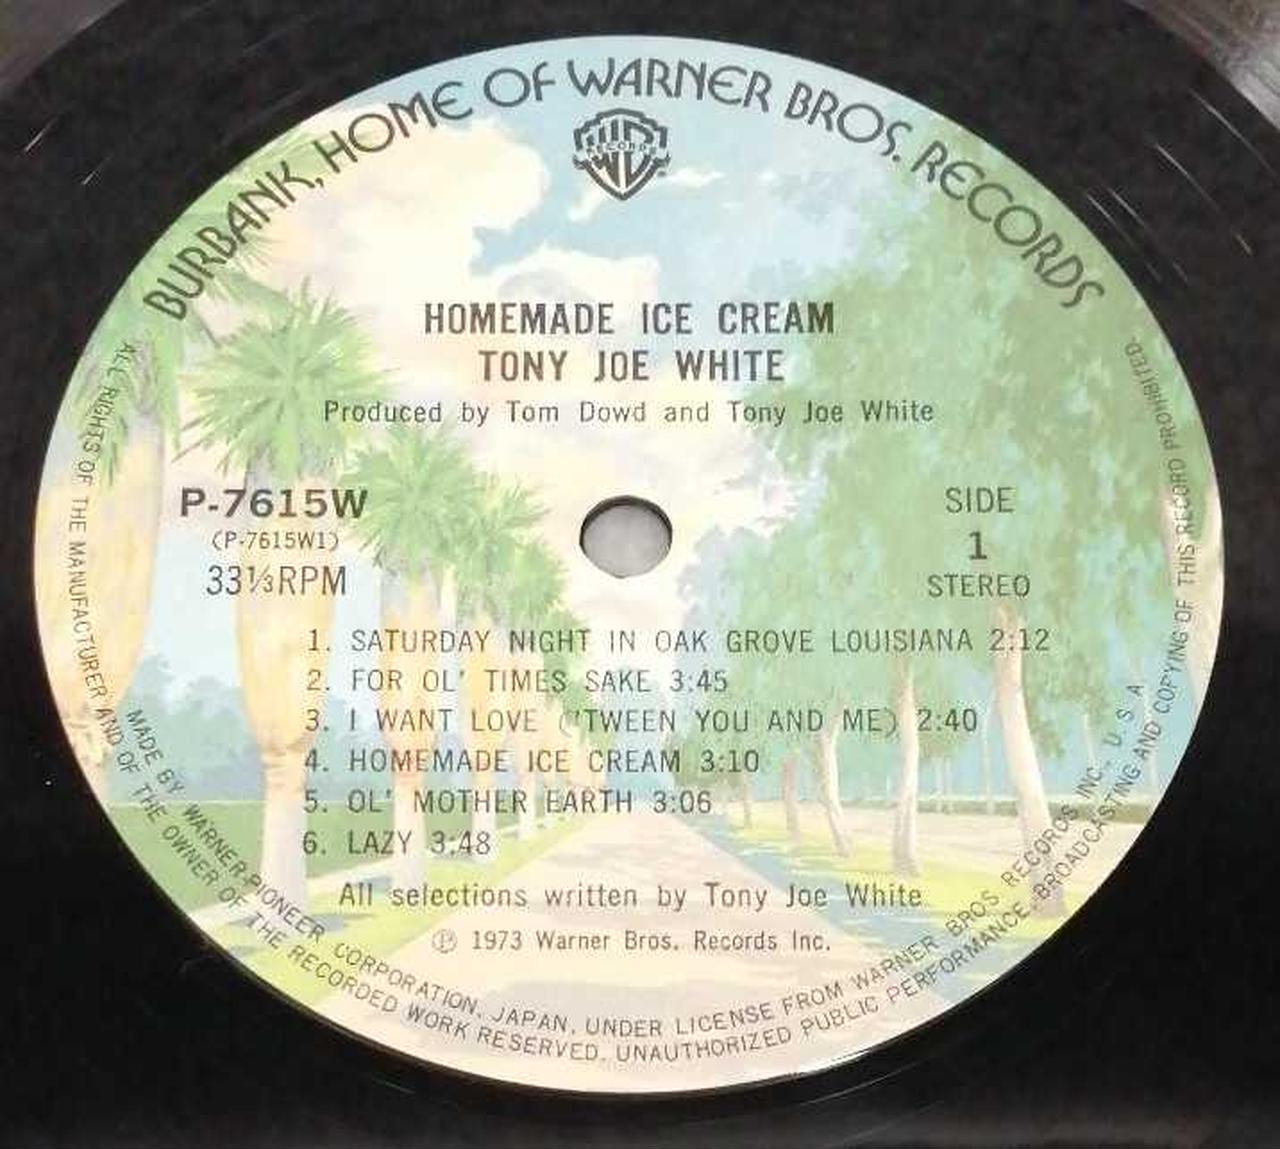 BURBANK, HOME OF WARNER BROS. RECORDS
RECORDS
HOMEMADE ICE CREAM
TONY JOE WHITE
Produced by Tom Dowd and Tony Joe White
P-7615W
(P-7615W1)
33⅓RPM
SIDE
1
STEREO
1. SATURDAY NIGHT IN OAK GROVE LOUISIANA 2:12
2. FOR OL' TIMES SAKE 3:45
3. I WANT LOVE ('TWEEN YOU AND ME) 2:40
4. HOMEMADE ICE CREAM 3:10
5. OL' MOTHER EARTH 3:06
6. LAZY 3:48
All selections written by Tony Joe White
Ⓟ 1973 Warner Bros. Records Inc.
MADE BY WARNER-PIONEER CORPORATION, JAPAN, UNDER LICENSE FROM WARNER BROS. RECORDS INC., U S A
ALL RIGHTS OF THE MANUFACTURER AND OF THE OWNER OF THE RECORDED WORK RESERVED. UNAUTHORIZED PUBLIC PERFORMANCE, BROADCASTING AND COPYING OF THIS RECORD PROHIBITED.